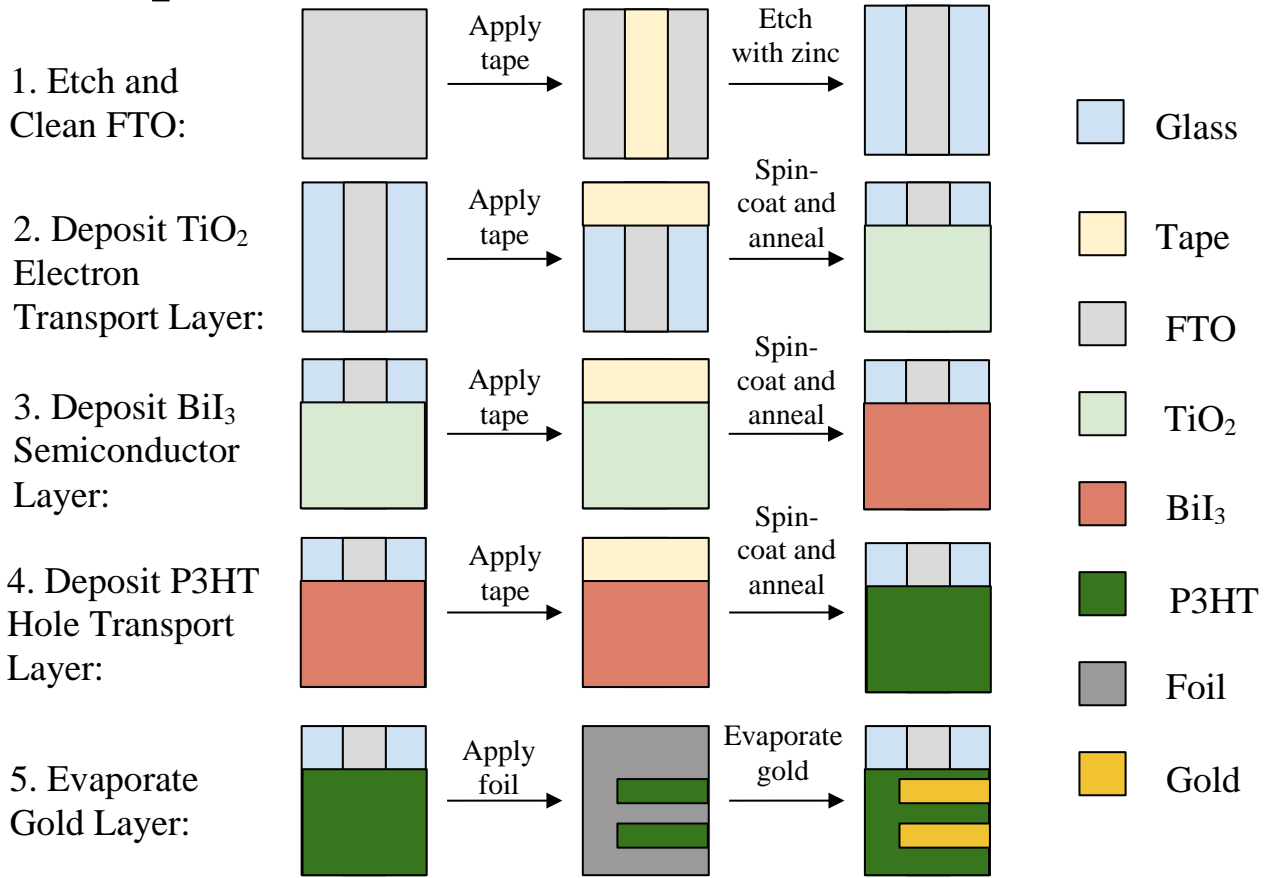 1. Etch and
Clean FTO:
Apply
tape
Etch
with zinc
2. Deposit TiO₂
Electron
Transport Layer:
Apply
tape
Spin-
coat and
anneal
3. Deposit BiI₃
Semiconductor
Layer:
Apply
tape
Spin-
coat and
anneal
4. Deposit P3HT
Hole Transport
Layer:
Apply
tape
Spin-
coat and
anneal
5. Evaporate
Gold Layer:
Apply
foil
Evaporate
gold
Glass
Tape
FTO
TiO₂
BiI₃
P3HT
Foil
Gold